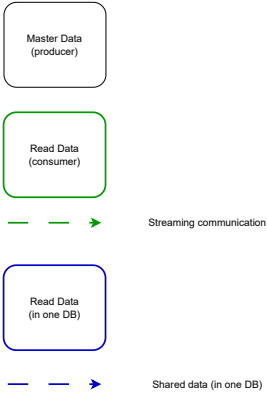 Master Data
(producer)
Read Data
(consumer)
Streaming communication
Read Data
(in one DB)
Shared data (in one DB)